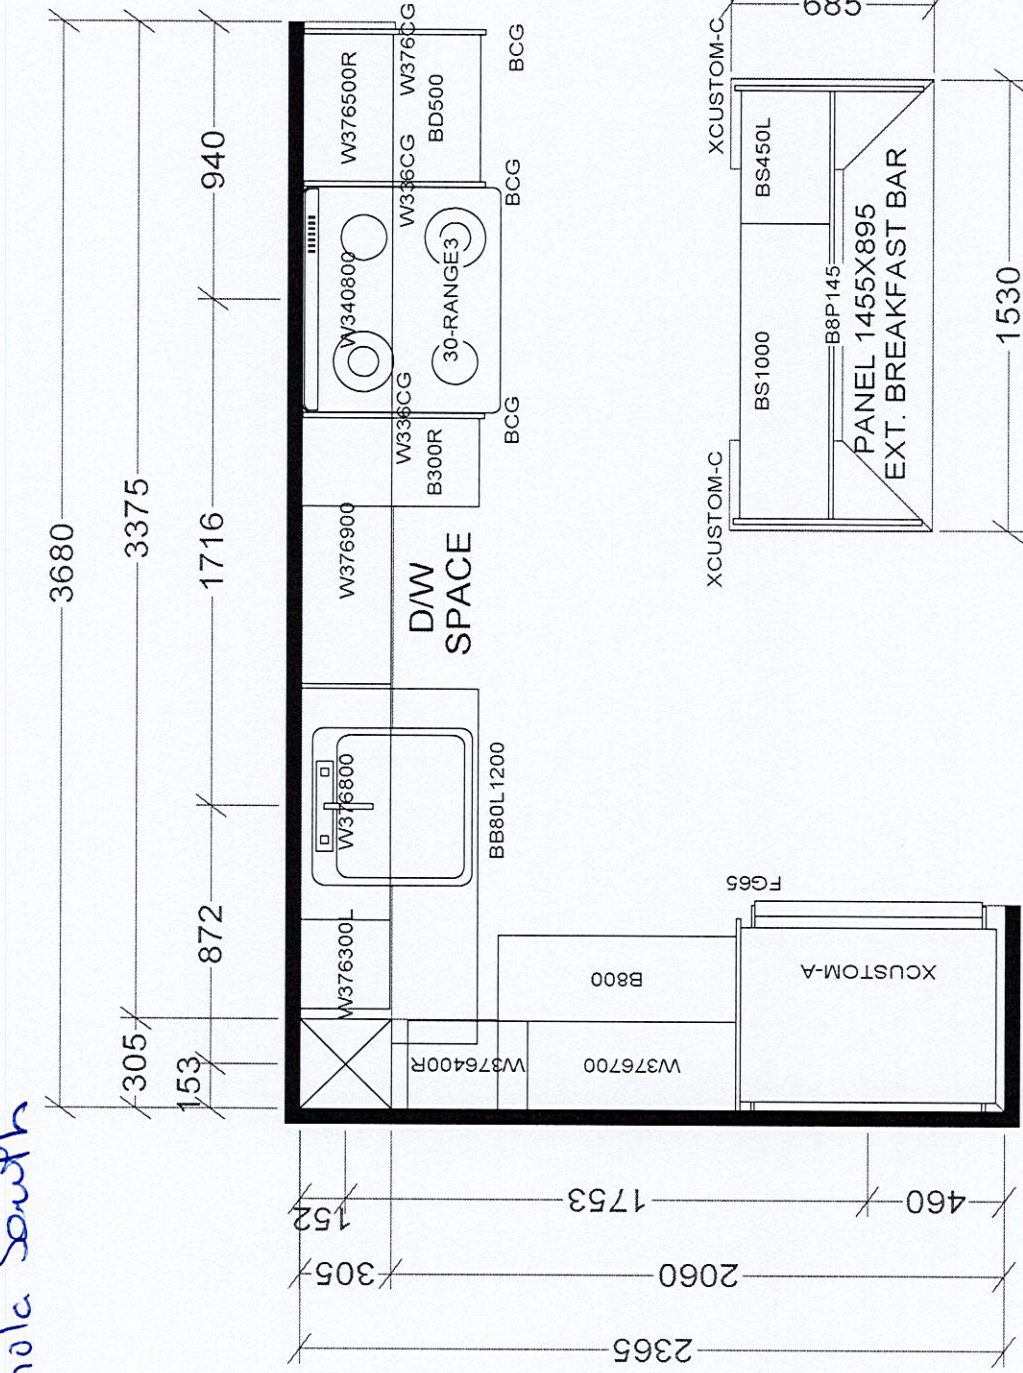 3680
3375
305
940
1716
872
153
W376500R
W376CG
BD500
BCG
W336CG
BCG
W340800
30-RANGE3
W336CG
BCG
B300R
W376900
D/W
SPACE
W376800
BB80L1200
W376300L
W376400R
W376700
B800
FG65
XCUSTOM-A
152
1753
460
305
2060
2365
685
XCUSTOM-C
BS450L
BS1000
B8P145
PANEL 1455X895
EXT. BREAKFAST BAR
XCUSTOM-C
1530
South